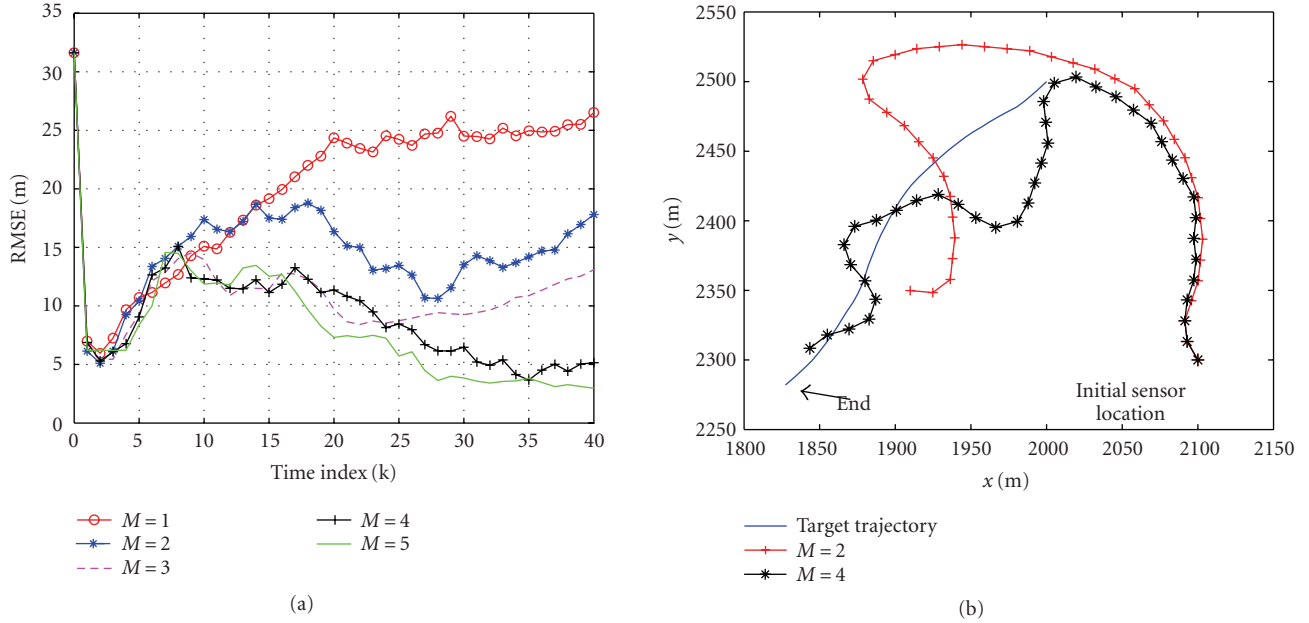 35
30
25
20
15
10
5
0
RMSE (m)
0 5 10 15 20 25 30 35 40
Time index (k)
M = 1
M = 2
M = 3
M = 4
M = 5
(a)
2550
2500
2450
2400
2350
2300
2250
y (m)
End
Initial sensor
location
1800 1850 1900 1950 2000 2050 2100 2150
x (m)
Target trajectory
M = 2
M = 4
(b)